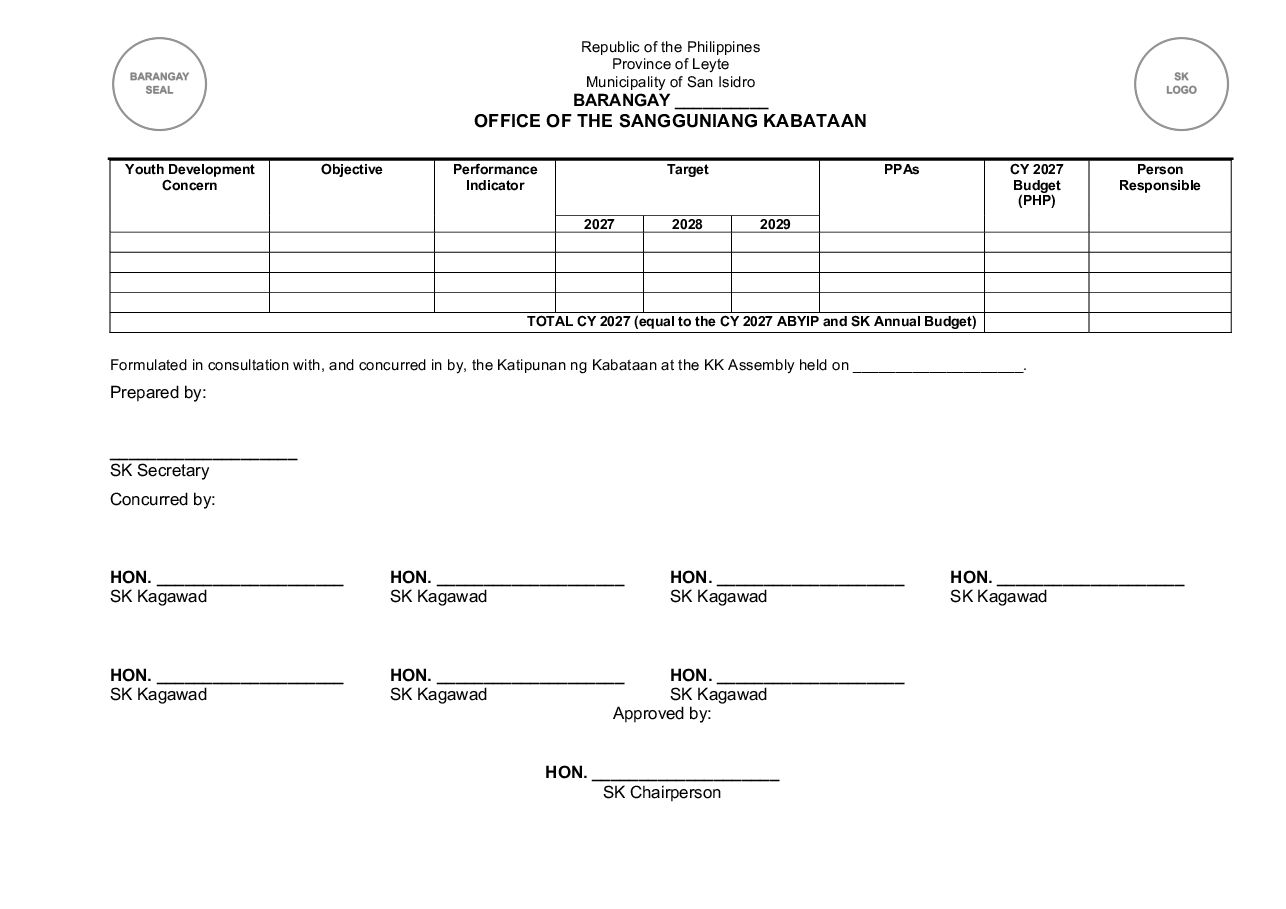 BARANGAY
SEAL
Republic of the Philippines
Province of Leyte
Municipality of San Isidro
BARANGAY __________
OFFICE OF THE SANGGUNIANG KABATAAN
SK
LOGO
Youth Development
Concern
Objective
Performance
Indicator
Target
PPAs
CY 2027
Budget
(PHP)
Person
Responsible
2027 2028 2029
TOTAL CY 2027 (equal to the CY 2027 ABYIP and SK Annual Budget)
Formulated in consultation with, and concurred in by, the Katipunan ng Kabataan at the KK Assembly held on ____________________.
Prepared by:
____________________
SK Secretary
Concurred by:
HON. ____________________ HON. ____________________ HON. ____________________ HON. ____________________
SK Kagawad SK Kagawad SK Kagawad SK Kagawad
HON. ____________________ HON. ____________________ HON. ____________________
SK Kagawad SK Kagawad SK Kagawad
Approved by:
HON. ____________________
SK Chairperson